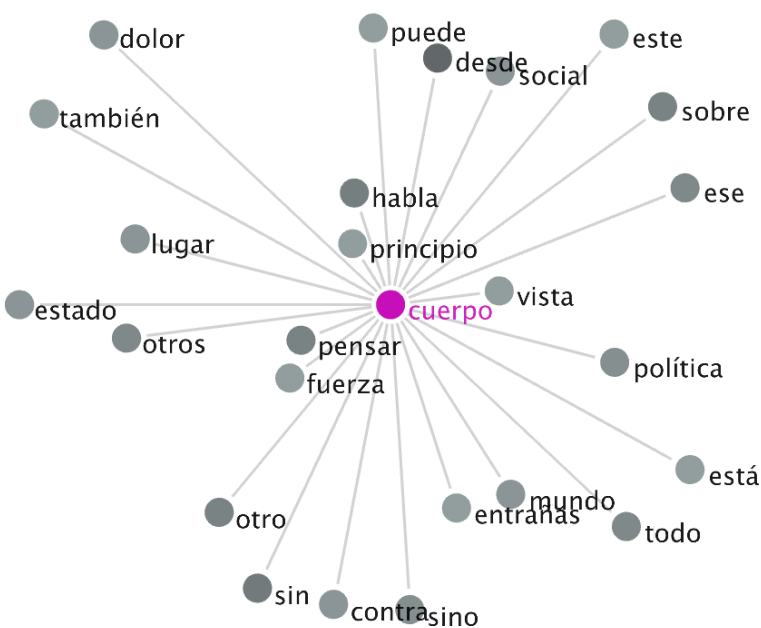 puede
dolor
este
desde
social
sobre
también
ese
habla
lugar
principio
vista
estado
cuerpo
otros
pensar
política
fuerza
está
mundo
entrañas
otro
todo
sin
contra
sino